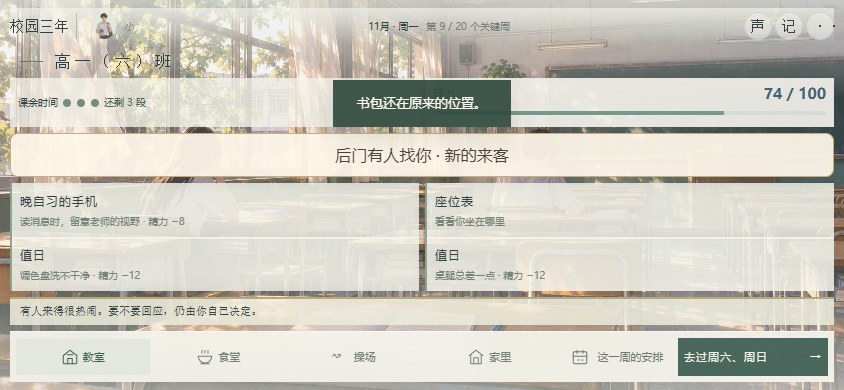 校园三年
小
11月 · 周一 第 9 / 20 个关键周
声 记 · ·
高一（六）班
课余时间 还剩 3 段
书包还在原来的位置。
74 / 100
后门有人找你 · 新的来客
晚自习的手机
读消息时，留意老师的视野 · 精力 −8
座位表
看看你坐在哪里
值日
调色盘洗不干净 · 精力 −12
值日
桌腿总差一点 · 精力 −12
有人来得很热闹。要不要回应，仍由你自己决定。
教室
食堂
操场
家里
这一周的安排
去过周六、周日 →